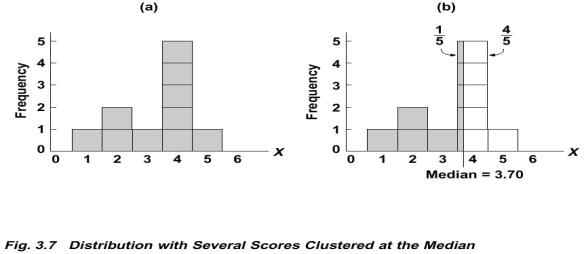 (a)
Frequency
5
4
3
2
1
0
0 1 2 3 4 5 6 X
(b)
1/5 4/5
Frequency
5
4
3
2
1
0
0 1 2 3 4 5 6 X
Median = 3.70
Fig. 3.7 Distribution with Several Scores Clustered at the Median